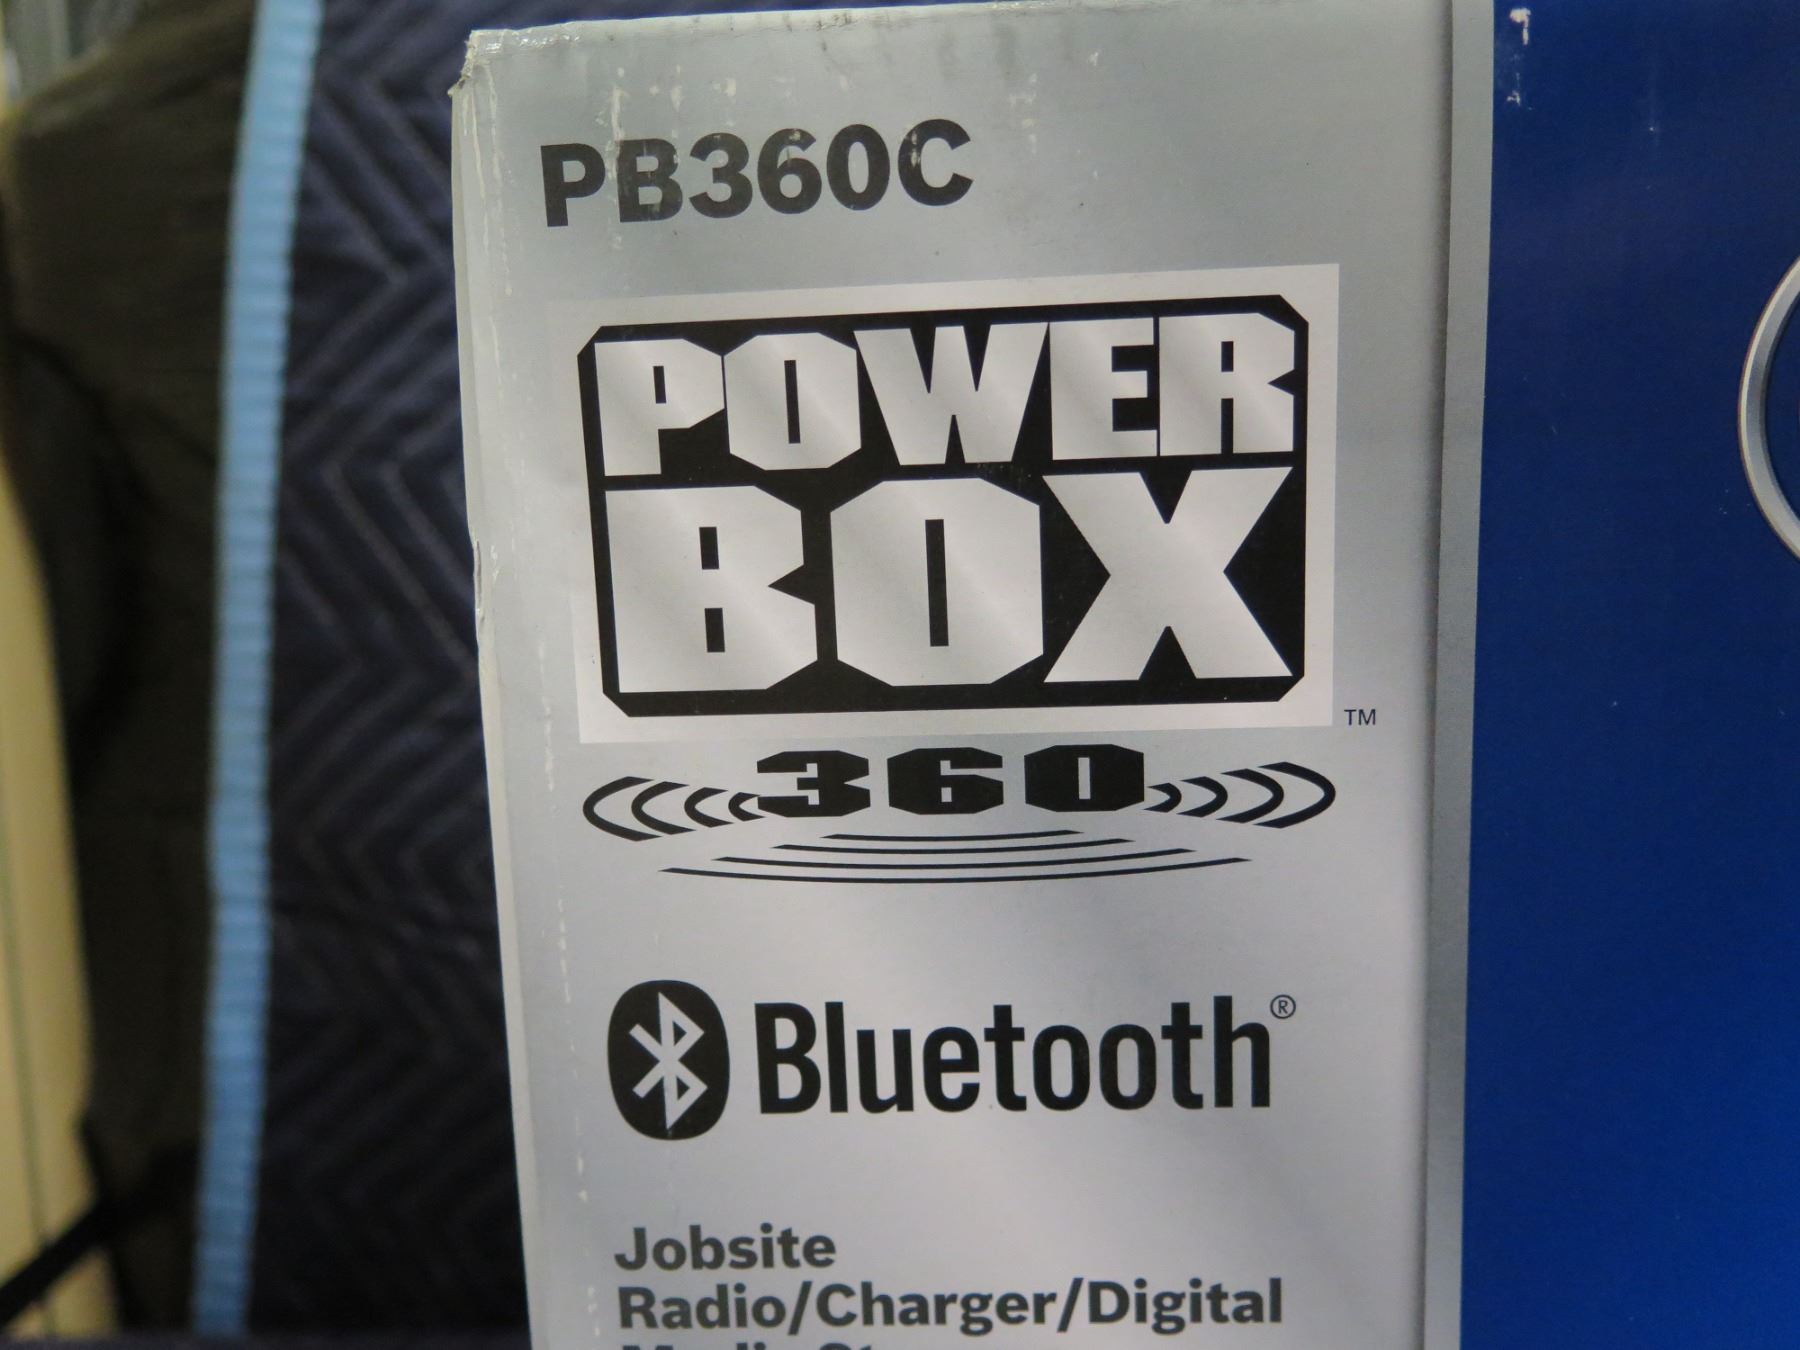 PB360C
POWER
BOX
™
360
Bluetooth®
Jobsite
Radio/Charger/Digital